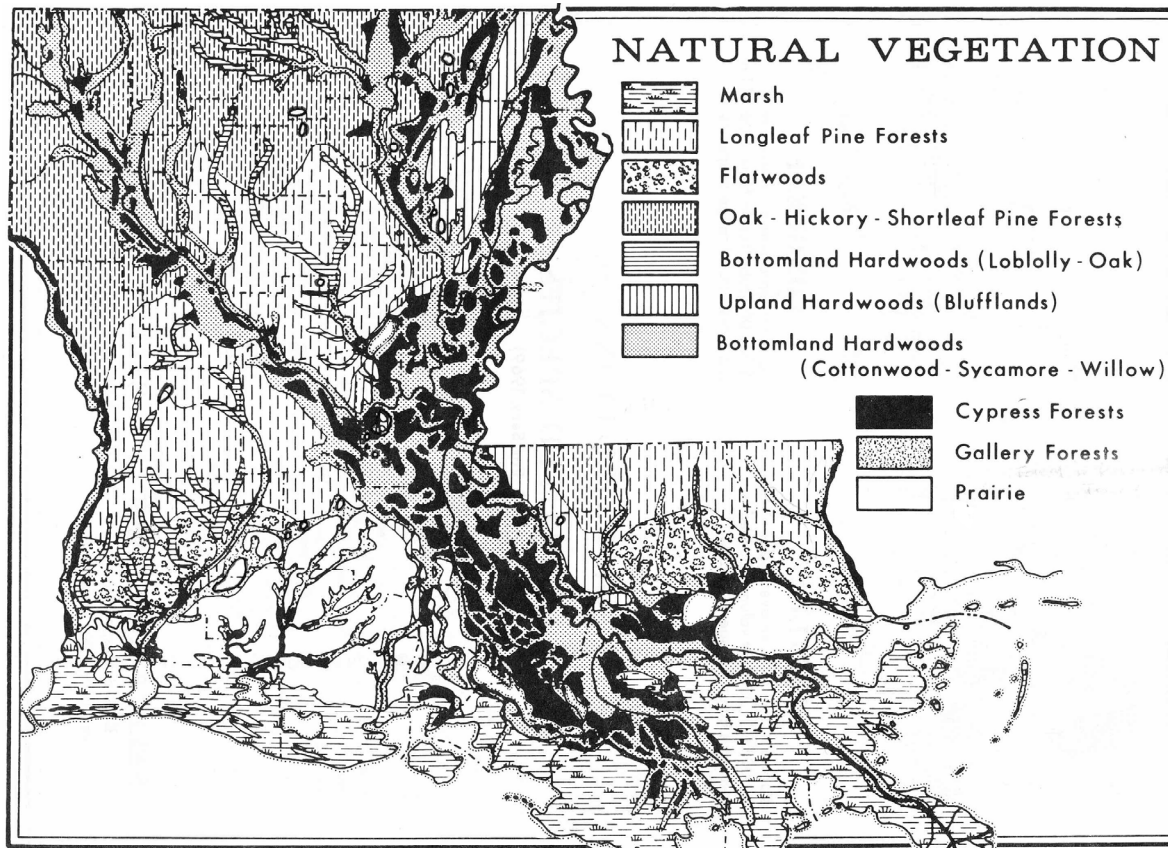 NATURAL VEGETATION
Marsh
Longleaf Pine Forests
Flatwoods
Oak - Hickory - Shortleaf Pine Forests
Bottomland Hardwoods (Loblolly - Oak)
Upland Hardwoods (Blufflands)
Bottomland Hardwoods
(Cottonwood - Sycamore - Willow)
Cypress Forests
Gallery Forests
Prairie